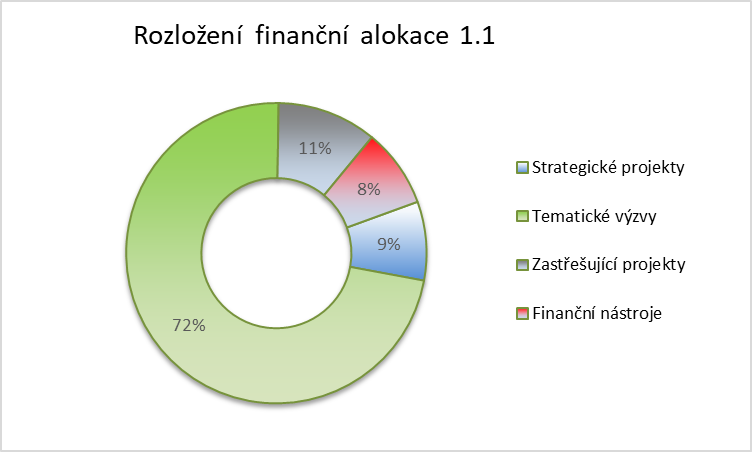 Rozložení finanční alokace 1.1
11%
8%
9%
72%
Strategické projekty
Tematické výzvy
Zastřešující projekty
Finanční nástroje